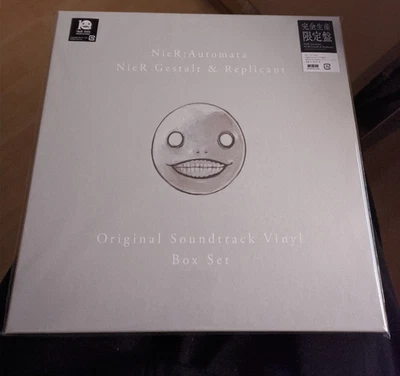 NieR:Automata
NieR Gestalt & Replicant
完全生産
限定盤
Original Soundtrack Vinyl
Box Set